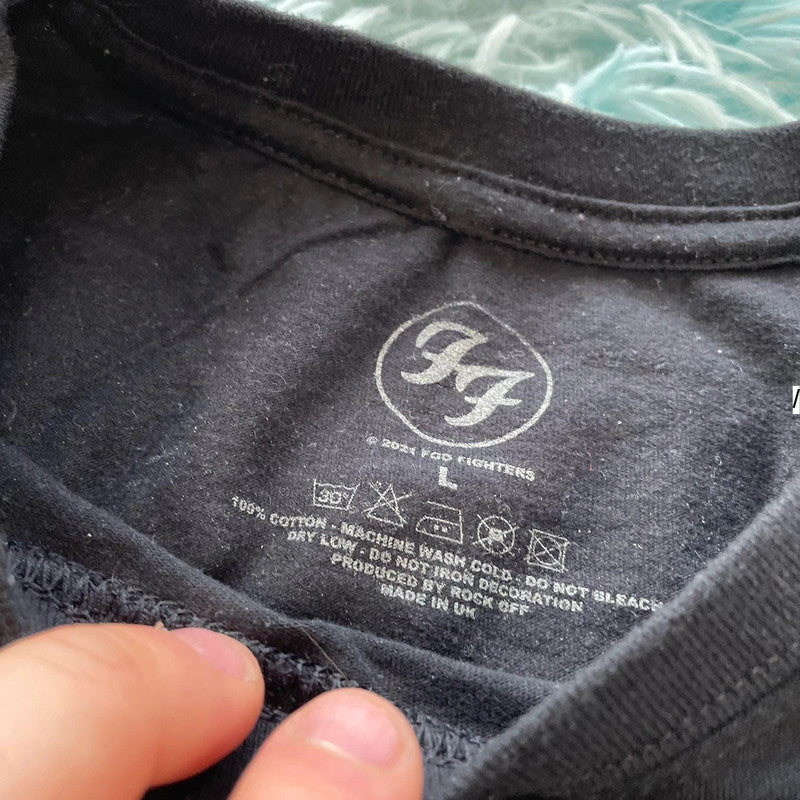 FF
© 2021 FOO FIGHTERS
L
30°
100% COTTON - MACHINE WASH COLD - DO NOT BLEACH
DRY LOW - DO NOT IRON DECORATION
PRODUCED BY ROCK OFF
MADE IN UK